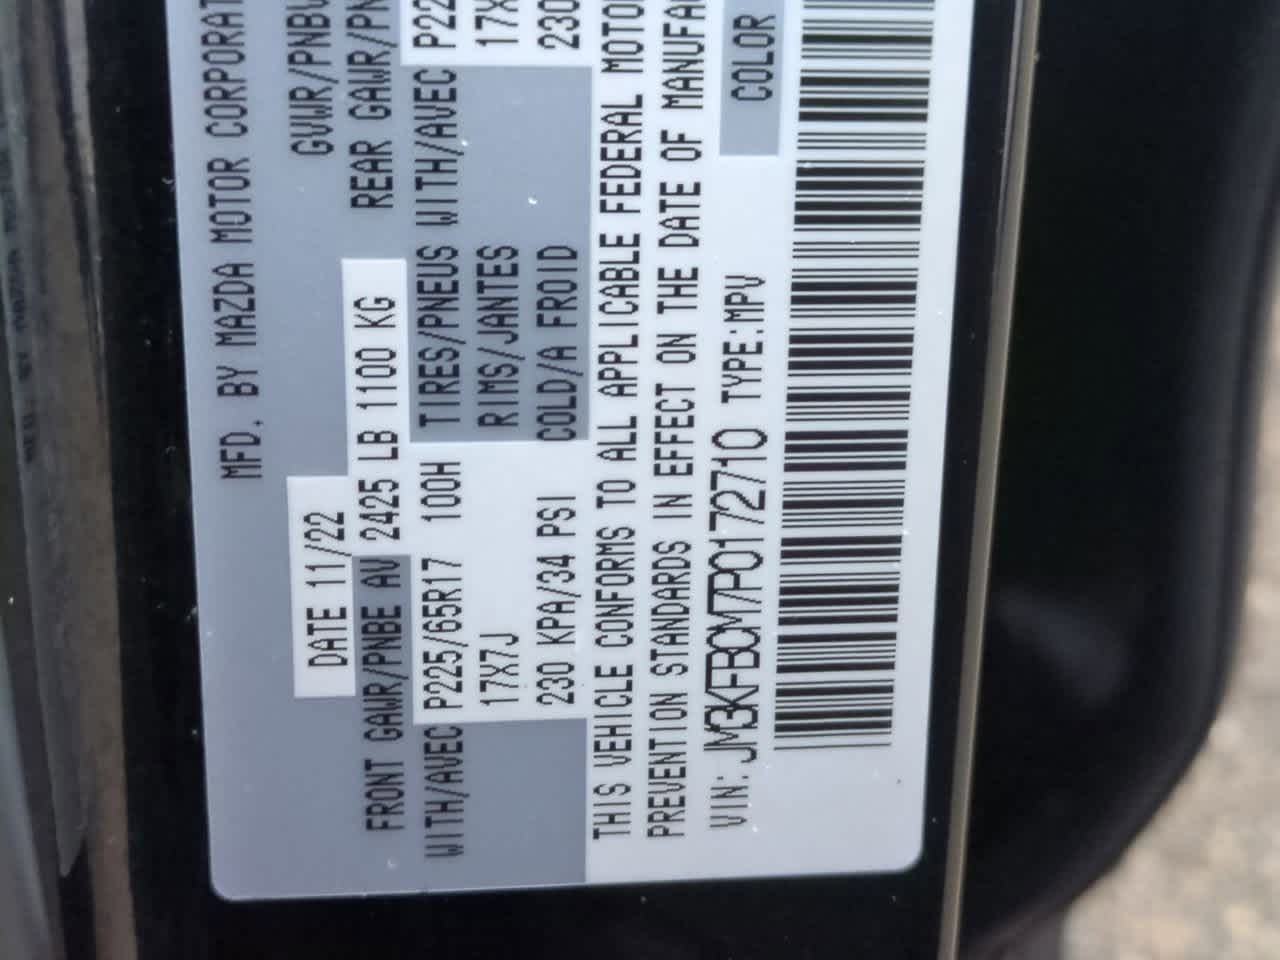 MFD. BY MAZDA MOTOR CORPORAT
DATE 11/22 GVWR/PNBV
FRONT GAWR/PNBE AV 2425 LB 1100 KG REAR GAWR/PN
WITH/AVEC P225/65R17 100H TIRES/PNEUS WITH/AVEC P22
17X7J RIMS/JANTES 17X
230 KPA/34 PSI COLD/A FROID 230
THIS VEHICLE CONFORMS TO ALL APPLICABLE FEDERAL MOTO
PREVENTION STANDARDS IN EFFECT ON THE DATE OF MANUFA
VIN: JM3KFBCM7P0172710 TYPE:MPV COLOR